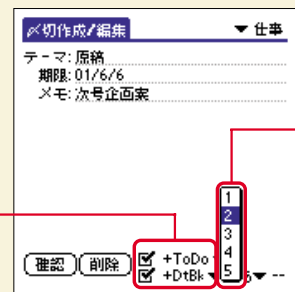 〆切作成/編集 ▼ 仕事
テーマ: 原稿
期限: 01/6/6
メモ: 次号企画案
1
2
3
4
5
確認 削除 +ToDo
+DtBk ▼ 6▼ --